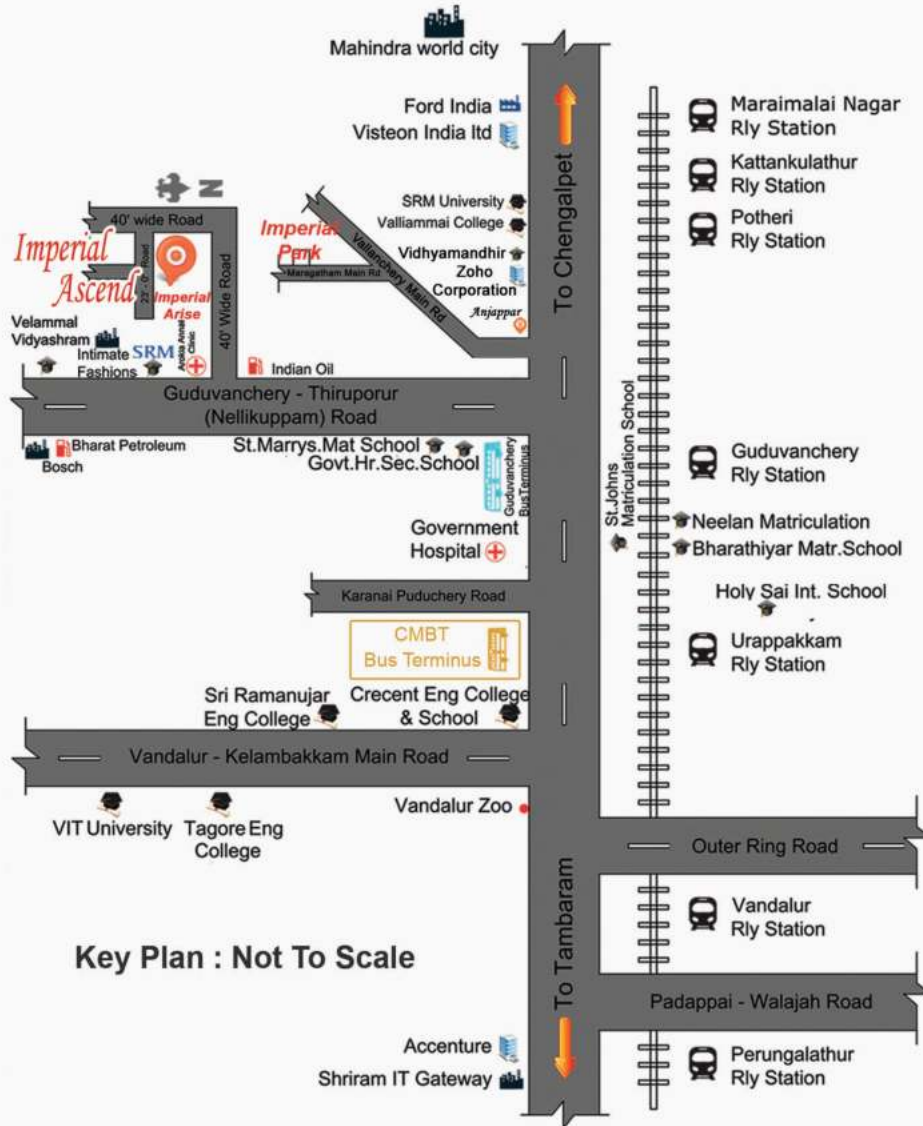 Mahindra world city
Ford India
Visteon India ltd
To Chengalpet
Maraimalai Nagar
Rly Station
Kattankulathur
Rly Station
Potheri
Rly Station
N
40' wide Road
Imperial
Ascend
23'-0" Road
Imperial
Arise
40' Wide Road
Imperial
Park
Maragatham Main Rd
Vallanchery Main Rd
SRM University
Valliammai College
Vidhyamandhir
Zoho
Corporation
Anjappar
Velammal
Vidyashram
Intimate
Fashions
SRM
Arokia Annai
Clinic
Indian Oil
Guduvanchery - Thiruporur
(Nellikuppam) Road
Bharat Petroleum
Bosch
St.Marrys.Mat School
Govt.Hr.Sec.School
Guduvanchery
BusTerminus
St.Johns
Matriculation School
Guduvanchery
Rly Station
Government
Hospital
Neelan Matriculation
Bharathiyar Matr.School
Karanai Puduchery Road
Holy Sai Int. School
CMBT
Bus Terminus
Urappakkam
Rly Station
Sri Ramanujar
Eng College
Crecent Eng College
& School
Vandalur - Kelambakkam Main Road
VIT University
Tagore Eng
College
Vandalur Zoo
Outer Ring Road
Vandalur
Rly Station
Key Plan : Not To Scale
To Tambaram
Padappai - Walajah Road
Accenture
Shriram IT Gateway
Perungalathur
Rly Station